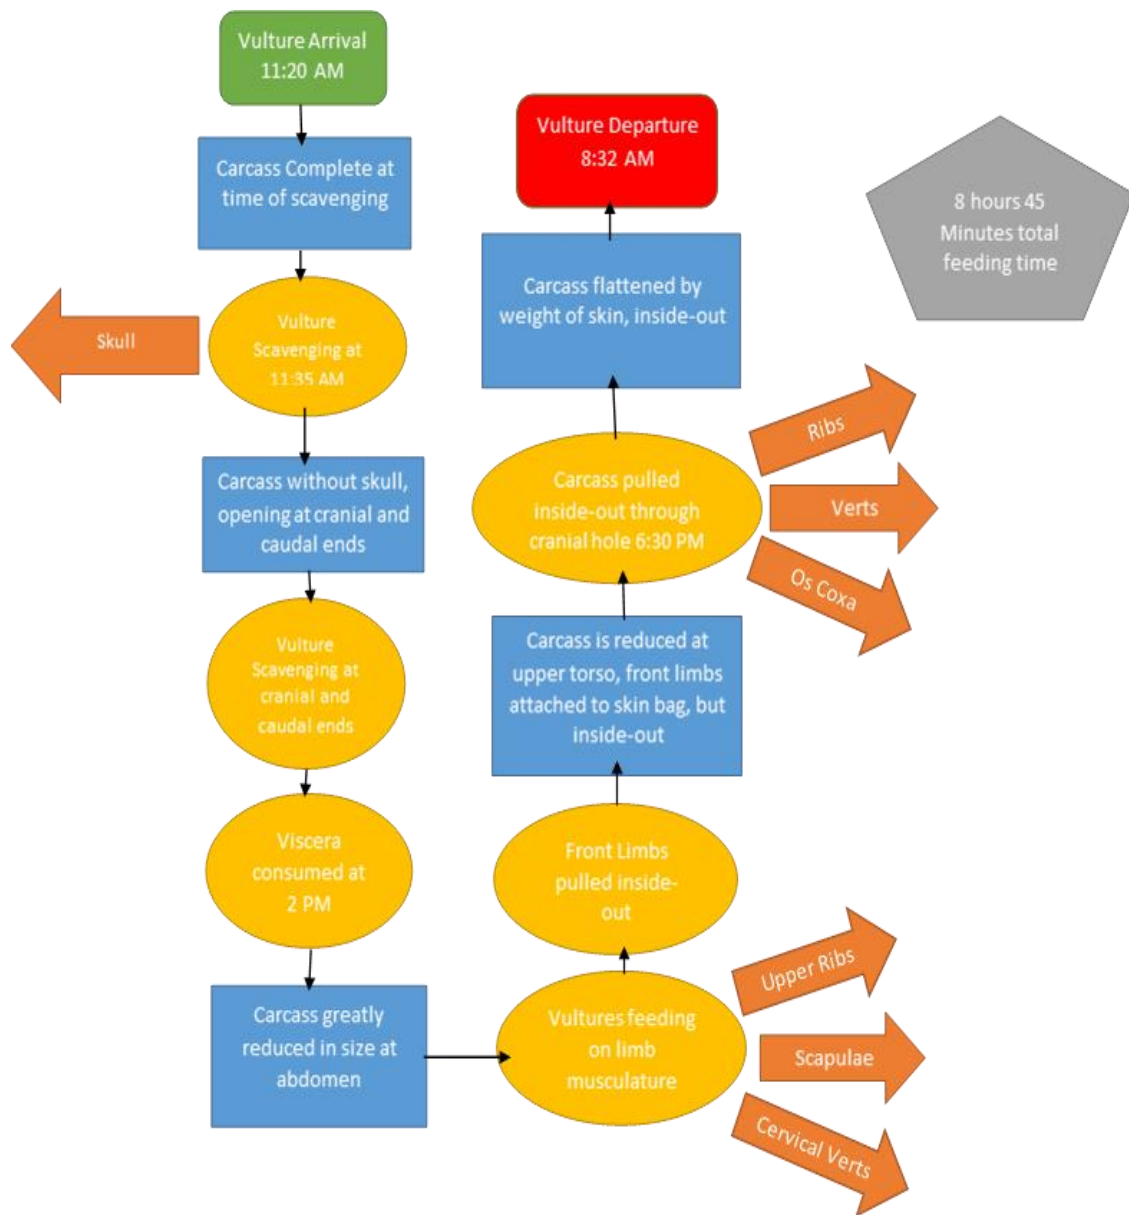 Vulture Arrival
11:20 AM
Carcass Complete at
time of scavenging
Vulture
Scavenging at
11:35 AM
Skull
Carcass without skull,
opening at cranial and
caudal ends
Vulture
Scavenging at
cranial and
caudal ends
Viscera
consumed at
2 PM
Carcass greatly
reduced in size at
abdomen
Vultures feeding
on limb
musculature
Upper Ribs
Scapulae
Cervical Verts
Front Limbs
pulled inside-
out
Carcass is reduced at
upper torso, front limbs
attached to skin bag, but
inside-out
Carcass pulled
inside-out through
cranial hole 6:30 PM
Ribs
Verts
Os Coxa
Carcass flattened by
weight of skin, inside-out
Vulture Departure
8:32 AM
8 hours 45
Minutes total
feeding time